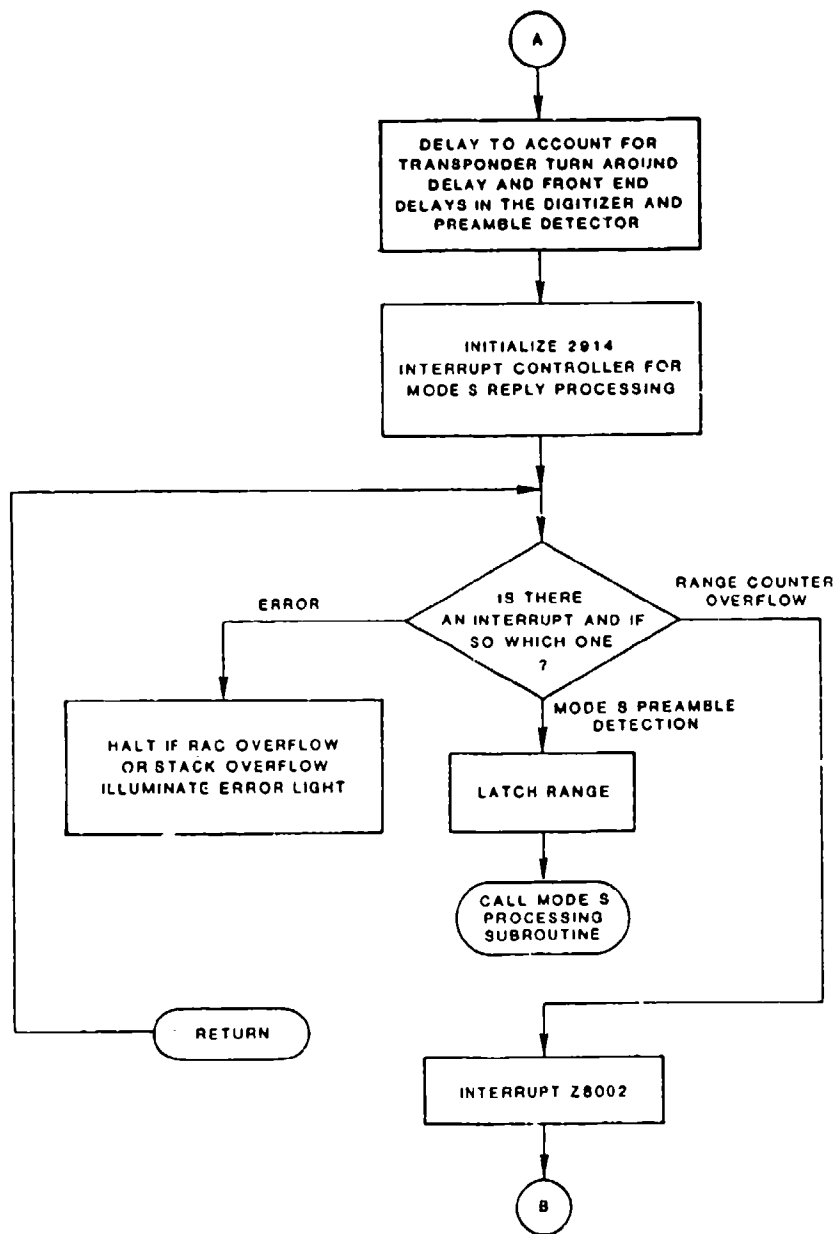 A
DELAY TO ACCOUNT FOR
TRANSPONDER TURN AROUND
DELAY AND FRONT END
DELAYS IN THE DIGITIZER AND
PREAMBLE DETECTOR
INITIALIZE 2914
INTERRUPT CONTROLLER FOR
MODE S REPLY PROCESSING
IS THERE
AN INTERRUPT AND IF
SO WHICH ONE
?
ERROR
RANGE COUNTER
OVERFLOW
HALT IF RAC OVERFLOW
OR STACK OVERFLOW
ILLUMINATE ERROR LIGHT
MODE S PREAMBLE
DETECTION
LATCH RANGE
CALL MODE S
PROCESSING
SUBROUTINE
RETURN
INTERRUPT Z8002
B